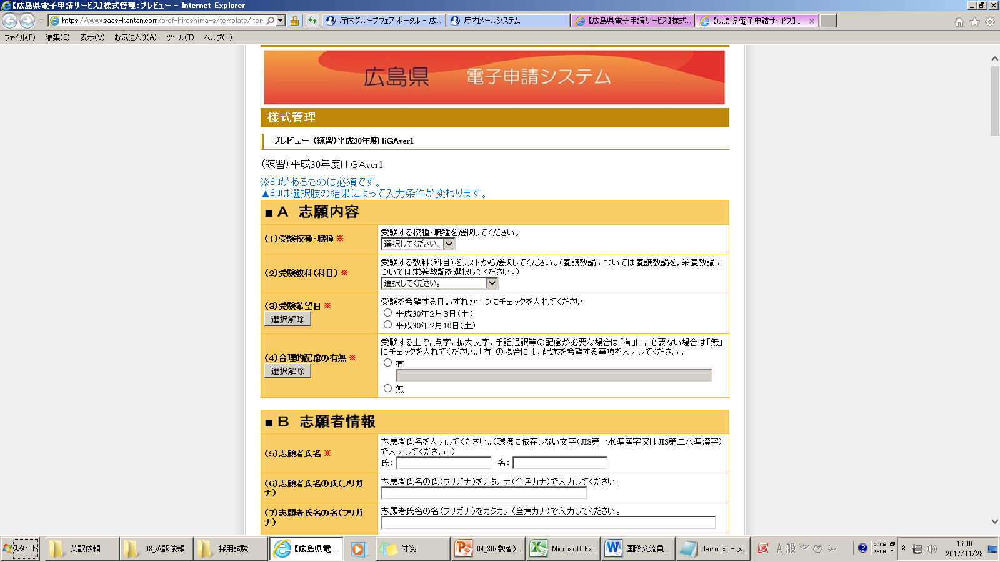 【広島県電子申請サービス】様式管理：プレビュー - Internet Explorer
https://www.saas-kantan.com/pref-hiroshima-s/template/item
庁内グループウェア ポータル - 広...
庁内メールシステム
【広島県電子申請サービス】様式...
【広島県電子申請サービス】...
ファイル(F) 編集(E) 表示(V) お気に入り(A) ツール(T) ヘルプ(H)
広島県 電子申請システム
様式管理
プレビュー （練習）平成30年度HiGAver1
（練習）平成30年度HiGAver1
※印があるものは必須です。
▲印は選択肢の結果によって入力条件が変わります。
■A 志願内容
（1）受験校種・職種 ※
受験する校種・職種を選択してください。
選択してください。
（2）受験教科（科目） ※
受験する教科（科目）をリストから選択してください。（養護教諭については養護教諭を，栄養教諭に
ついては栄養教諭を選択してください。）
選択してください。
（3）受験希望日 ※
選択解除
受験を希望する日いずれか１つにチェックを入れてください
平成30年２月３日（土）
平成30年２月10日（土）
（4）合理的配慮の有無 ※
選択解除
受験する上で，点字，拡大文字，手話通訳等の配慮が必要な場合は「有」に，必要ない場合は「無」
にチェックを入れてください。「有」の場合には，配慮を希望する事項を入力してください。
有
無
■B 志願者情報
（5）志願者氏名 ※
志願者氏名を入力してください。（環境に依存しない文字（JIS第一水準漢字又はJIS第二水準漢字）
で入力してください。）
氏： 名：
（6）志願者氏名の氏（フリガ
ナ）
志願者氏名の氏（フリガナ）をカタカナ（全角カナ）で入力してください。
（7）志願者氏名の名（フリガ
ナ）
志願者氏名の名（フリガナ）をカタカナ（全角カナ）で入力してください。
スタート
英訳依頼
08_英訳依頼
採用試験
【広島県電...
付箋
04_30(叡智)...
Microsoft Ex...
国際交流員...
demo.txt - メ...
A 般
CAPS
KANA
16:00
2017/11/28